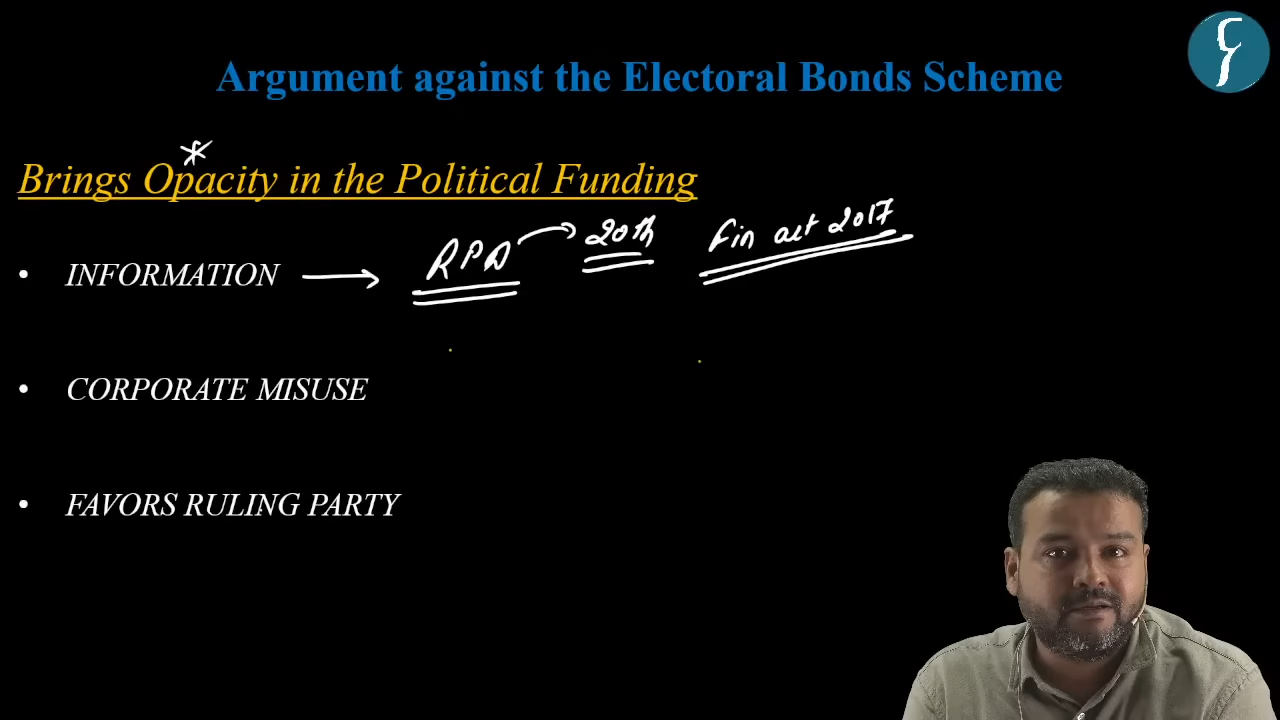 Argument against the Electoral Bonds Scheme
*
Brings Opacity in the Political Funding
• INFORMATION → RPA → 20th Fin act 2017
• CORPORATE MISUSE
• FAVORS RULING PARTY